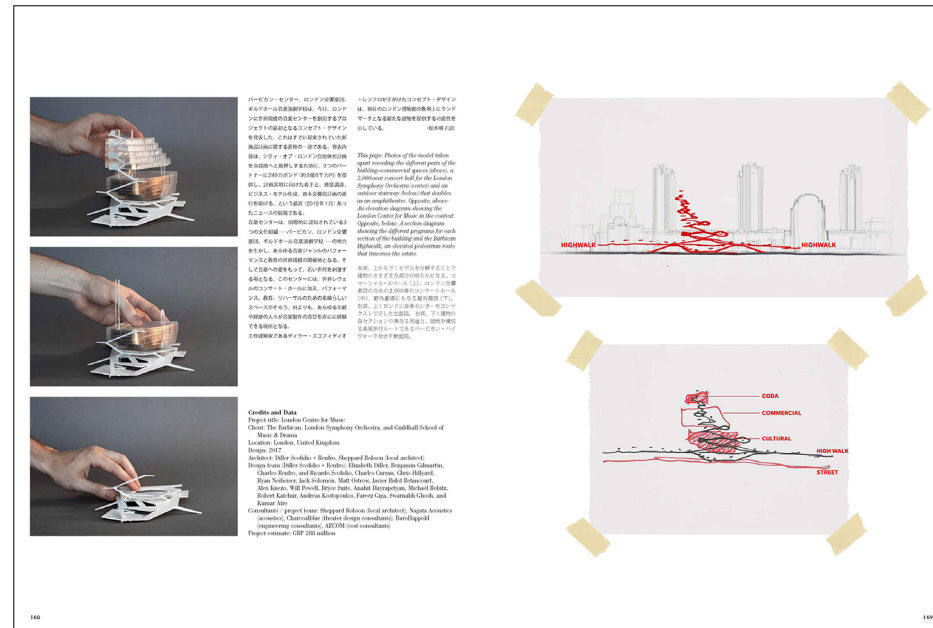 バービカン・センター、ロンドン交響楽団、
ギルドホール音楽演劇学校は、今日、ロンド
ンに世界規模の音楽センターを創出するプロ
ジェクトの最初となるコンセプト・デザイン
を発表した。これはすでに提案されていた新
施設計画に関する進捗の一部である。発表内
容は、シティ・オブ・ロンドン自治体が計画
を次段階へと後押しするために、3つのパー
トナーに249万ポンド（約3億6千万円）を提
供し、計画実現に向けた着手と、資金調達、
ビジネス・モデル作成、
行を助ける、という最近（2019年1月）あっ
たニュースの続報である。
音楽センターは、国際的に認知されている3
つの文化組織──バービカン、ロンドン交響
楽団、ギルドホール音楽演劇学校──の地力
を生かし、あらゆる音楽ジャンルのパフォー
マンスと教育の世界規模の開催地となる。そ
して音楽への愛をもって、若い世代を刺激す
る場となる。このセンターには、世界レヴェ
ルのコンサート・ホールに加え、パフォーマ
ンス、教育、リハーサルのための素晴らしい
スペースがそろう。何よりも、あらゆる年齢
や経歴の人々が音楽製作の喜びを直に経験
できる場所となる。
主任建築家であるディラー・スコフィディオ
＋レンフロが手がけたコンセプト・デザイン
は、現在のロンドン博物館の敷地上にランド
マークとなる新たな建物を提供する可能性を
示している。 （松本晴子訳）
This page: Photos of the model taken
apart revealing the different parts of the
building–commercial spaces (above), a
2,000-seat concert hall for the London
Symphony Orchestra (center) and an
outdoor stairway (below) that doubles
as an amphitheatre. Opposite, above:
An elevation diagram showing the
London Center for Music in the context.
Opposite, below: A section diagram
showing the different programs for each
section of the building and the Barbican
Highwalk, an elevated pedestrian route
that traverses the estate.
本頁、上から下：モデルを分解することで
建物のさまざまな部分が明らかになる。コ
マーシャル・スペース（上）、ロンドン交響
楽団のための2,000席のコンサートホール
（中）、野外劇場にもなる屋外階段（下）。
右頁、上：ロンドン音楽センターをコンテ
クストで示した立面図。右頁、下：建物の
各セクションの異なる用途と、団地を横切
る高架歩行ルートであるバービカン・ハイ
ウォークを示す断面図。
Credits and Data
Project title: London Centre for Music
Client: The Barbican, London Symphony Orchestra, and Guildhall School of
Music & Drama
Location: London, United Kingdom
Design: 2017
Architect: Diller Scofidio + Renfro, Sheppard Robson (local architect)
Design team (Diller Scofidio + Renfro): Elizabeth Diller, Benjamin Gilmartin,
Charles Renfro, and Ricardo Scofidio, Charles Curran, Chris Hillyard,
Ryan Neiheiser, Jack Solomon, Matt Ostrow, Javier Bidot Betancourt,
Alex Knezo, Will Powell, Bryce Suite, Anahit Hayrapetyan, Michael Robitz,
Robert Katchur, Andreas Kostopoulos, Fareez Giga, Swarnabh Ghosh, and
Kumar Atre
Consultants / project team: Sheppard Robson (local architect), Nagata Acoustics
(acoustics), Charcoalblue (theater design consultants), BuroHappold
(engineering consultants), AECOM (cost consultants)
Project estimate: GBP 288 million
168
HIGHWALK
HIGHWALK
CODA
COMMERCIAL
CULTURAL
HIGH WALK
STREET
169